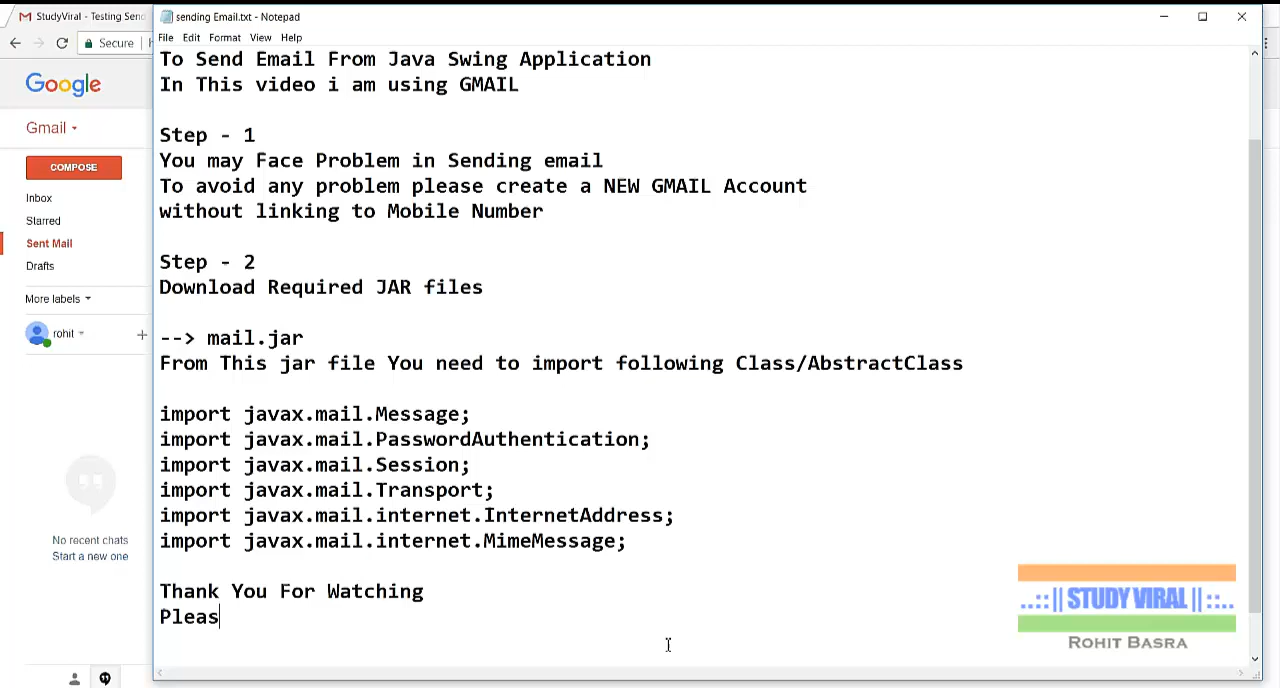 StudyViral - Testing Send
sending Email.txt - Notepad
Secure
File Edit Format View Help
Google
Gmail
COMPOSE
Inbox
Starred
Sent Mail
Drafts
More labels
rohit
No recent chats
Start a new one
To Send Email From Java Swing Application
In This video i am using GMAIL
Step - 1
You may Face Problem in Sending email
To avoid any problem please create a NEW GMAIL Account
without linking to Mobile Number
Step - 2
Download Required JAR files
--> mail.jar
From This jar file You need to import following Class/AbstractClass
import javax.mail.Message;
import javax.mail.PasswordAuthentication;
import javax.mail.Session;
import javax.mail.Transport;
import javax.mail.internet.InternetAddress;
import javax.mail.internet.MimeMessage;
Thank You For Watching
Pleas
..::|| STUDY VIRAL ||::..
ROHIT BASRA